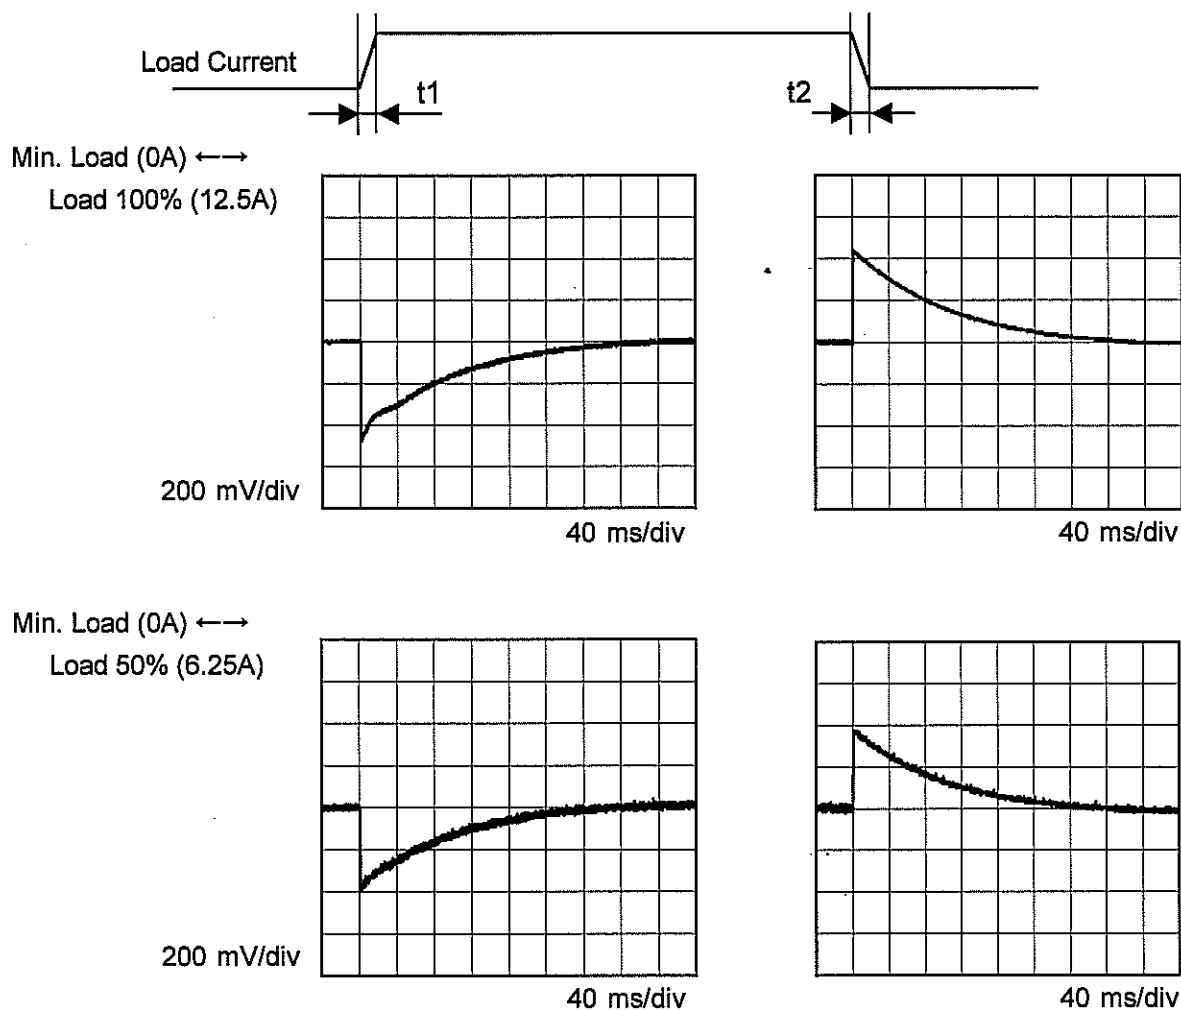 Load Current
t1
t2
Min. Load (0A) ←→
Load 100% (12.5A)
200 mV/div
40 ms/div
40 ms/div
Min. Load (0A) ←→
Load 50% (6.25A)
200 mV/div
40 ms/div
40 ms/div